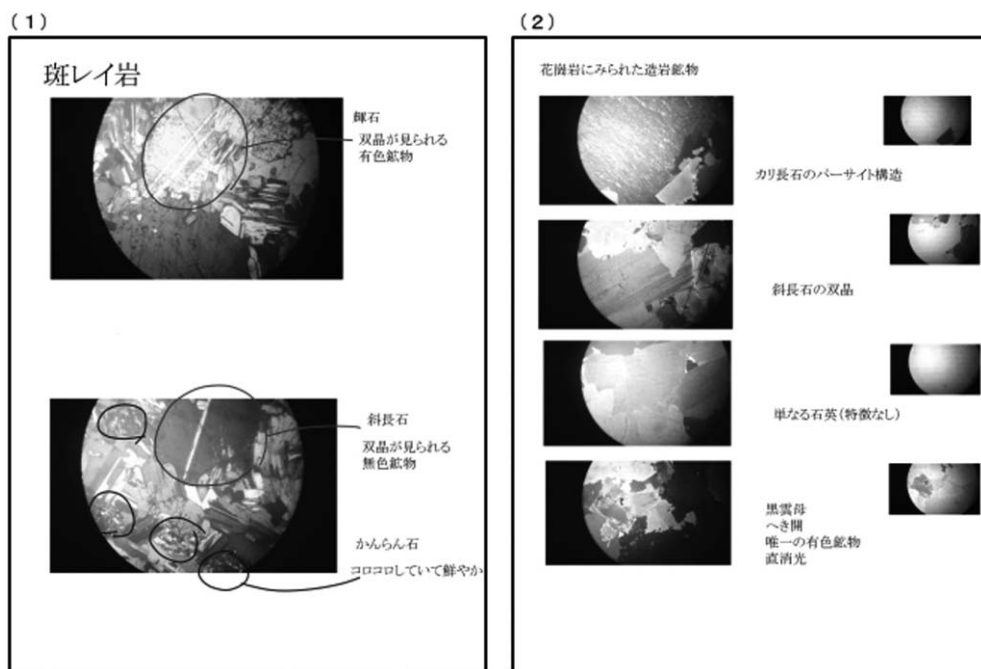 (1)
斑レイ岩
輝石
双晶が見られる
有色鉱物
斜長石
双晶が見られる
無色鉱物
かんらん石
コロコロしていて鮮やか
(2)
花崗岩にみられた造岩鉱物
カリ長石のパーサイト構造
斜長石の双晶
単なる石英(特徴なし)
黒雲母
へき開
唯一の有色鉱物
直消光